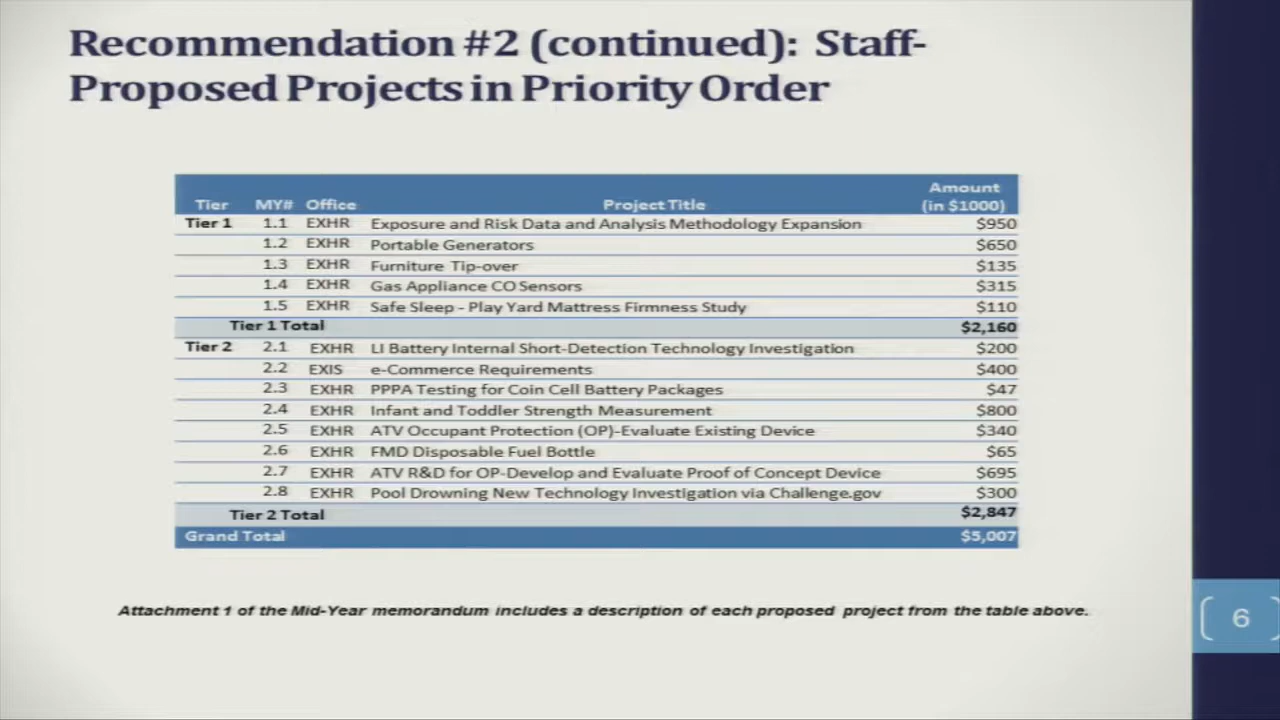 Recommendation #2 (continued): Staff-
Proposed Projects in Priority Order
Tier MY# Office Project Title Amount (in $1000)
Tier 1 1.1 EXHR Exposure and Risk Data and Analysis Methodology Expansion $950
1.2 EXHR Portable Generators $650
1.3 EXHR Furniture Tip-over $135
1.4 EXHR Gas Appliance CO Sensors $315
1.5 EXHR Safe Sleep - Play Yard Mattress Firmness Study $110
Tier 1 Total $2,160
Tier 2 2.1 EXHR LI Battery Internal Short-Detection Technology Investigation $200
2.2 EXIS e-Commerce Requirements $400
2.3 EXHR PPPA Testing for Coin Cell Battery Packages $47
2.4 EXHR Infant and Toddler Strength Measurement $800
2.5 EXHR ATV Occupant Protection (OP)-Evaluate Existing Device $340
2.6 EXHR FMD Disposable Fuel Bottle $65
2.7 EXHR ATV R&D for OP-Develop and Evaluate Proof of Concept Device $695
2.8 EXHR Pool Drowning New Technology Investigation via Challenge.gov $300
Tier 2 Total $2,847
Grand Total $5,007
Attachment 1 of the Mid-Year memorandum includes a description of each proposed project from the table above.
6